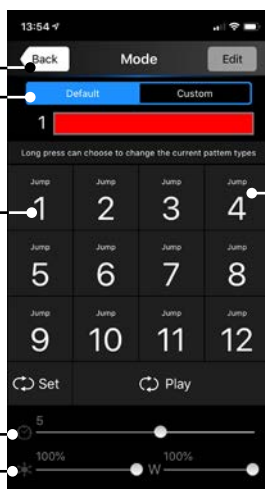 13:54
Back Mode Edit
Default Custom
1
Long press can choose to change the current pattem types
Jump Jump Jump Jump
1 2 3 4
Jump Jump Jump Jump
5 6 7 8
Jump Jump Jump Jump
9 10 11 12
Set Play
5
100% 100%
W